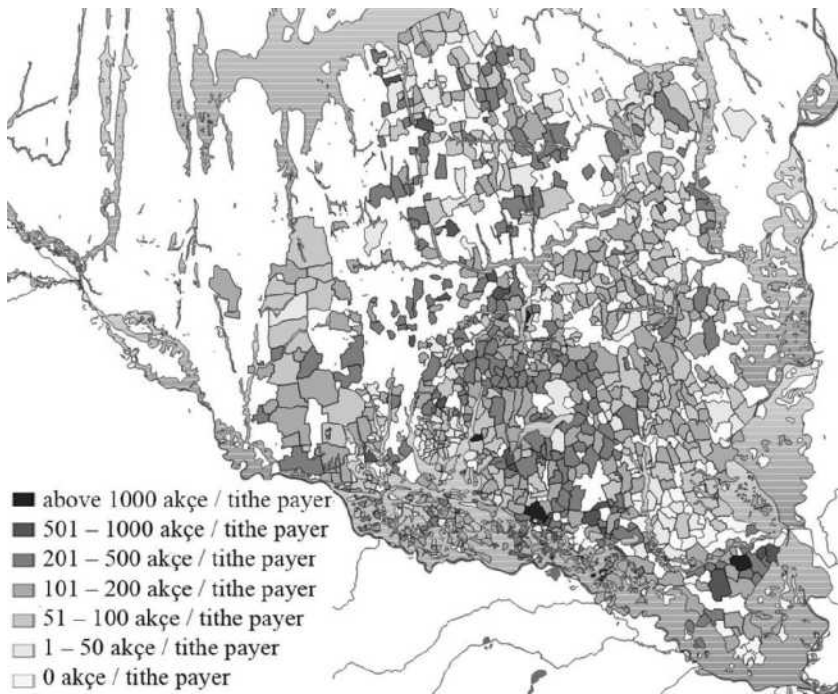 above 1000 akçe / tithe payer
501 – 1000 akçe / tithe payer
201 – 500 akçe / tithe payer
101 – 200 akçe / tithe payer
51 – 100 akçe / tithe payer
1 – 50 akçe / tithe payer
0 akçe / tithe payer